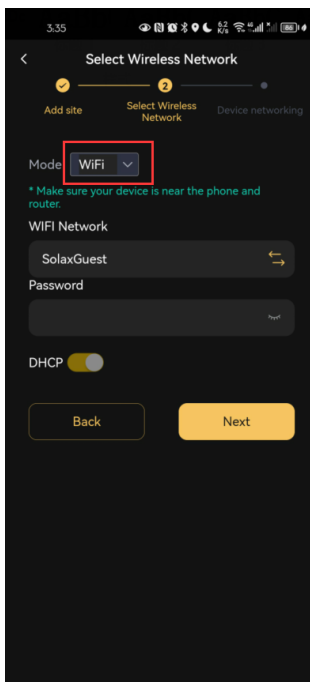 3.35 6.2 K/s
Select Wireless Network
2
Add site Select Wireless Network Device networking
Mode WiFi
* Make sure your device is near the phone and
router.
WIFI Network
SolaxGuest
Password
DHCP
Back Next